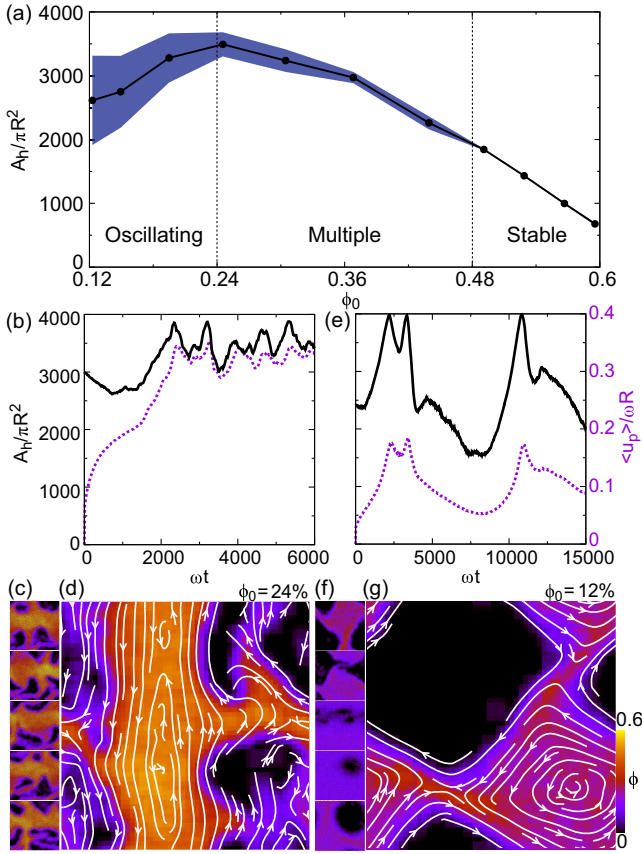 (a)
A_h/πR²
4000
3000
2000
1000
0
Oscillating
Multiple
Stable
0.12
0.24
0.36
0.48
0.6
ϕ₀
(b)
A_h/πR²
4000
3000
2000
1000
0
0
2000
4000
6000
ωt
(e)
0.4
0.3
0.2
0.1
0
<u_p>/ωR
0
5000
10000
15000
ωt
(c)
(d)
ϕ₀=24%
(f)
(g)
ϕ₀=12%
0.6
ϕ
0